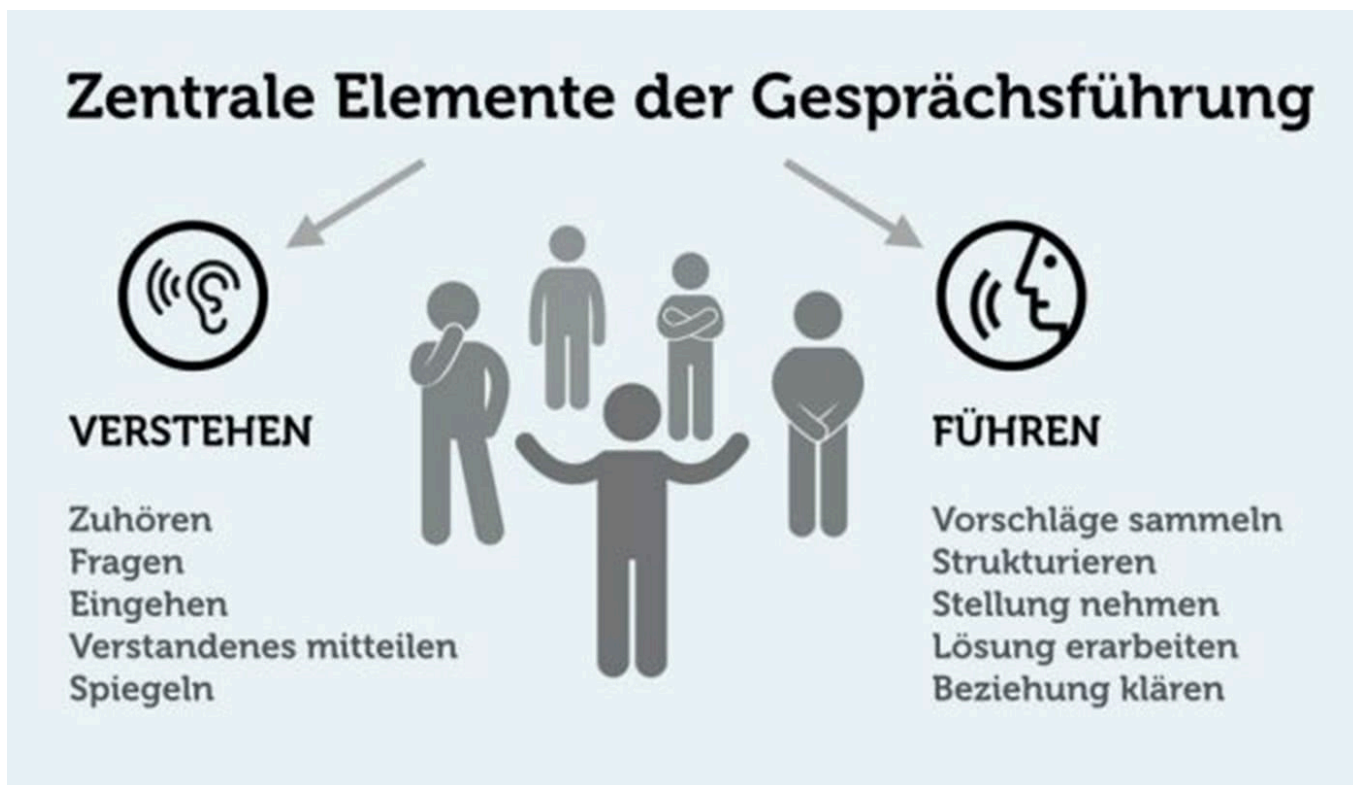 Zentrale Elemente der Gesprächsführung
VERSTEHEN
Zuhören
Fragen
Eingehen
Verstandenes mitteilen
Spiegeln
FÜHREN
Vorschläge sammeln
Strukturieren
Stellung nehmen
Lösung erarbeiten
Beziehung klären